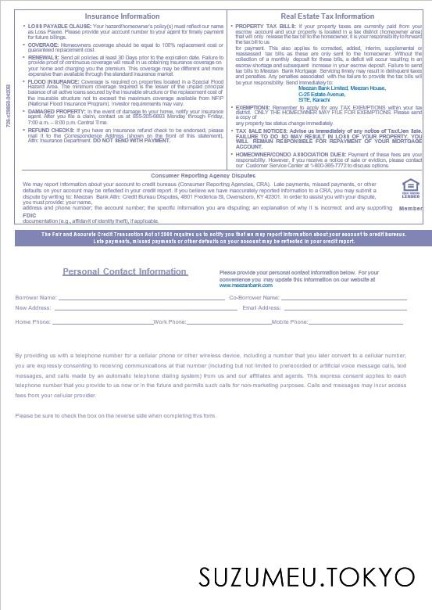 Insurance Information
LOSS PAYABLE CLAUSE: Your hazard/homeowner's policy(s) must reflect our name
as Loss Payee. Please provide your account number to your agent for
future billings.
COVERAGE: Homeowners coverage should be equal to 100% replacement cost or
guaranteed replacement cost.
RENEWALS: Send all policies at least 30 Days prior to the expiration date. Failure to
provide proof of continuous coverage will result in us obtaining insurance coverage on
your home and charging you the premium. This coverage may be different and more
expensive than available through the standard insurance market.
FLOOD INSURANCE: Coverage is required on properties located in a Special Flood
Hazard Area. The minimum coverage required is the lesser of the unpaid principal
balance of all active loans secured by the insurable structure or the replacement cost of
the insurable structure not to exceed the maximum coverage available from NFIP
(National Flood Insurance Program). Investor requirements may vary.
DAMAGED PROPERTY: In the event of damage to your home, notify your insurance
agent. After you file a claim, contact us at Monday through Friday,
7:00 a.m. – 8:00 p.m. Central Time.
REFUND CHECKS: If you have an insurance refund check to be endorsed, please
mail it to the Correspondence Address (shown on the front of this statement),
Attn: Insurance Department. DO NOT SEND WITH PAYMENT.
Real Estate Tax Information
PROPERTY TAX BILLS: If your property taxes are currently paid from your
escrow account and your property is located in a tax district (homeowner area)
that will only release the tax bill to the homeowner, it is your responsibility to forward
the tax bill to us
for payment. This also applies to corrected, added, interim, supplemental or
reassessed tax bills as these are only sent to the homeowner. Without the
collection of a monthly deposit for these bills, a deficit will occur resulting in an
escrow shortage and subsequent increase in your escrow deposit. Failure to send
tax bills to Meezan Bank Mortgage Servicing timely may result in delinquent taxes
and penalties. Any penalties associated with the failure to provide the tax bills will
be your responsibility. Send immediately to:
Meezan Bank Limited, Meezan House,
C-25 Estate Avenue,
SITE, Karachi
EXEMPTIONS: Remember to apply for any TAX EXEMPTIONS within your tax
district. ONLY THE HOMEOWNER MAY FILE FOR EXEMPTIONS. Please send
a copy of
any property tax status change immediately.
TAX SALE NOTICES: Advise us immediately of any notice of Tax/Lien Sale.
FAILURE TO DO SO MAY RESULT IN LOSS OF YOUR PROPERTY. YOU
WILL REMAIN RESPONSIBLE FOR REPAYMENT OF YOUR MORTGAGE
ACCOUNT.
HOMEOWNERS/CONDO ASSOCIATION DUES: Payment of these fees are your
responsibility. However, if you receive a notice of sale or eviction, please contact
our Customer Service Center at to discuss options.
Consumer Reporting Agency Disputes
We may report information about your account to credit bureaus (Consumer Reporting Agencies, CRA). Late payments, missed payments, or other
defaults on your account may be reflected in your credit report. If you believe we have inaccurately reported information to a CRA, you may submit a
dispute by writing to: Meezan Bank Attn: Credit Bureau Disputes, 4801 Frederica St, Owensboro, KY 42301. In order to assist you with your dispute,
you must provide: your name,
address and phone number; the account number; the specific information you are disputing; an explanation of why it is incorrect; and any supporting
Member
FDIC
documentation (e.g., affidavit of identity theft), if applicable.
The Fair and Accurate Credit Transaction Act of requires us to notify you that we may report information about your account to credit bureaus.
Late payments, missed payments or other defaults on your account may be reflected in your credit report.
Personal Contact Information
Please provide your personal contact information below. For your
convenience you may update this information on our website at
www.meezanbank.com
Borrower Name: Co-Borrower Name:
New Address: Email Address:
Home Phone: Work Phone: Mobile Phone:
By providing us with a telephone number for a cellular phone or other wireless device, including a number that you later convert to a cellular number,
you are expressly consenting to receiving communications at that number (including but not limited to prerecorded or artificial voice message calls, text
messages, and calls made by an automatic telephone dialing system) from us and our affiliates and agents. This express consent applies to each
telephone number that you provide to us now or in the future and permits such calls for non-marketing purposes. Calls and messages may incur access
fees from your cellular provider.
Please be sure to check the box on the reverse side when completing this form.
SUZUMEU.TOKYO